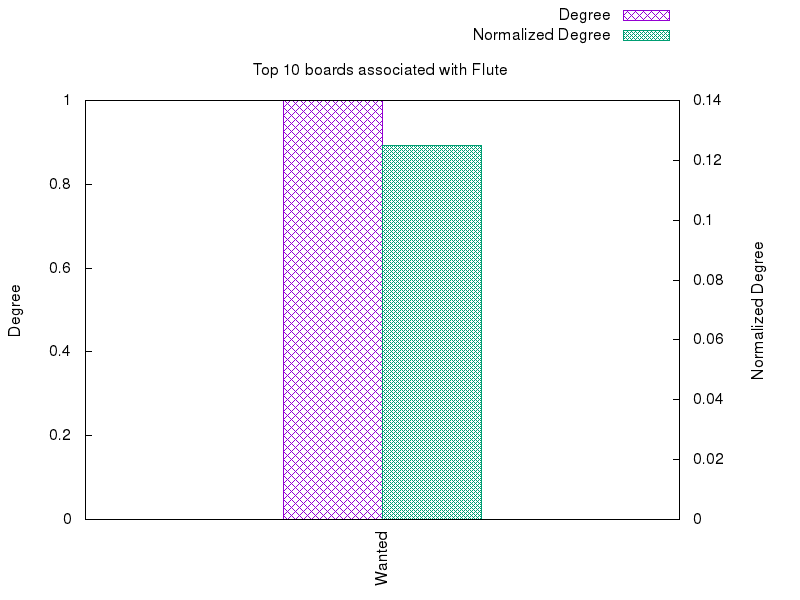 Degree
Normalized Degree
Top 10 boards associated with Flute
1
0.8
0.6
0.4
0.2
0
0.14
0.12
0.1
0.08
0.06
0.04
0.02
0
Degree
Normalized Degree
Wanted